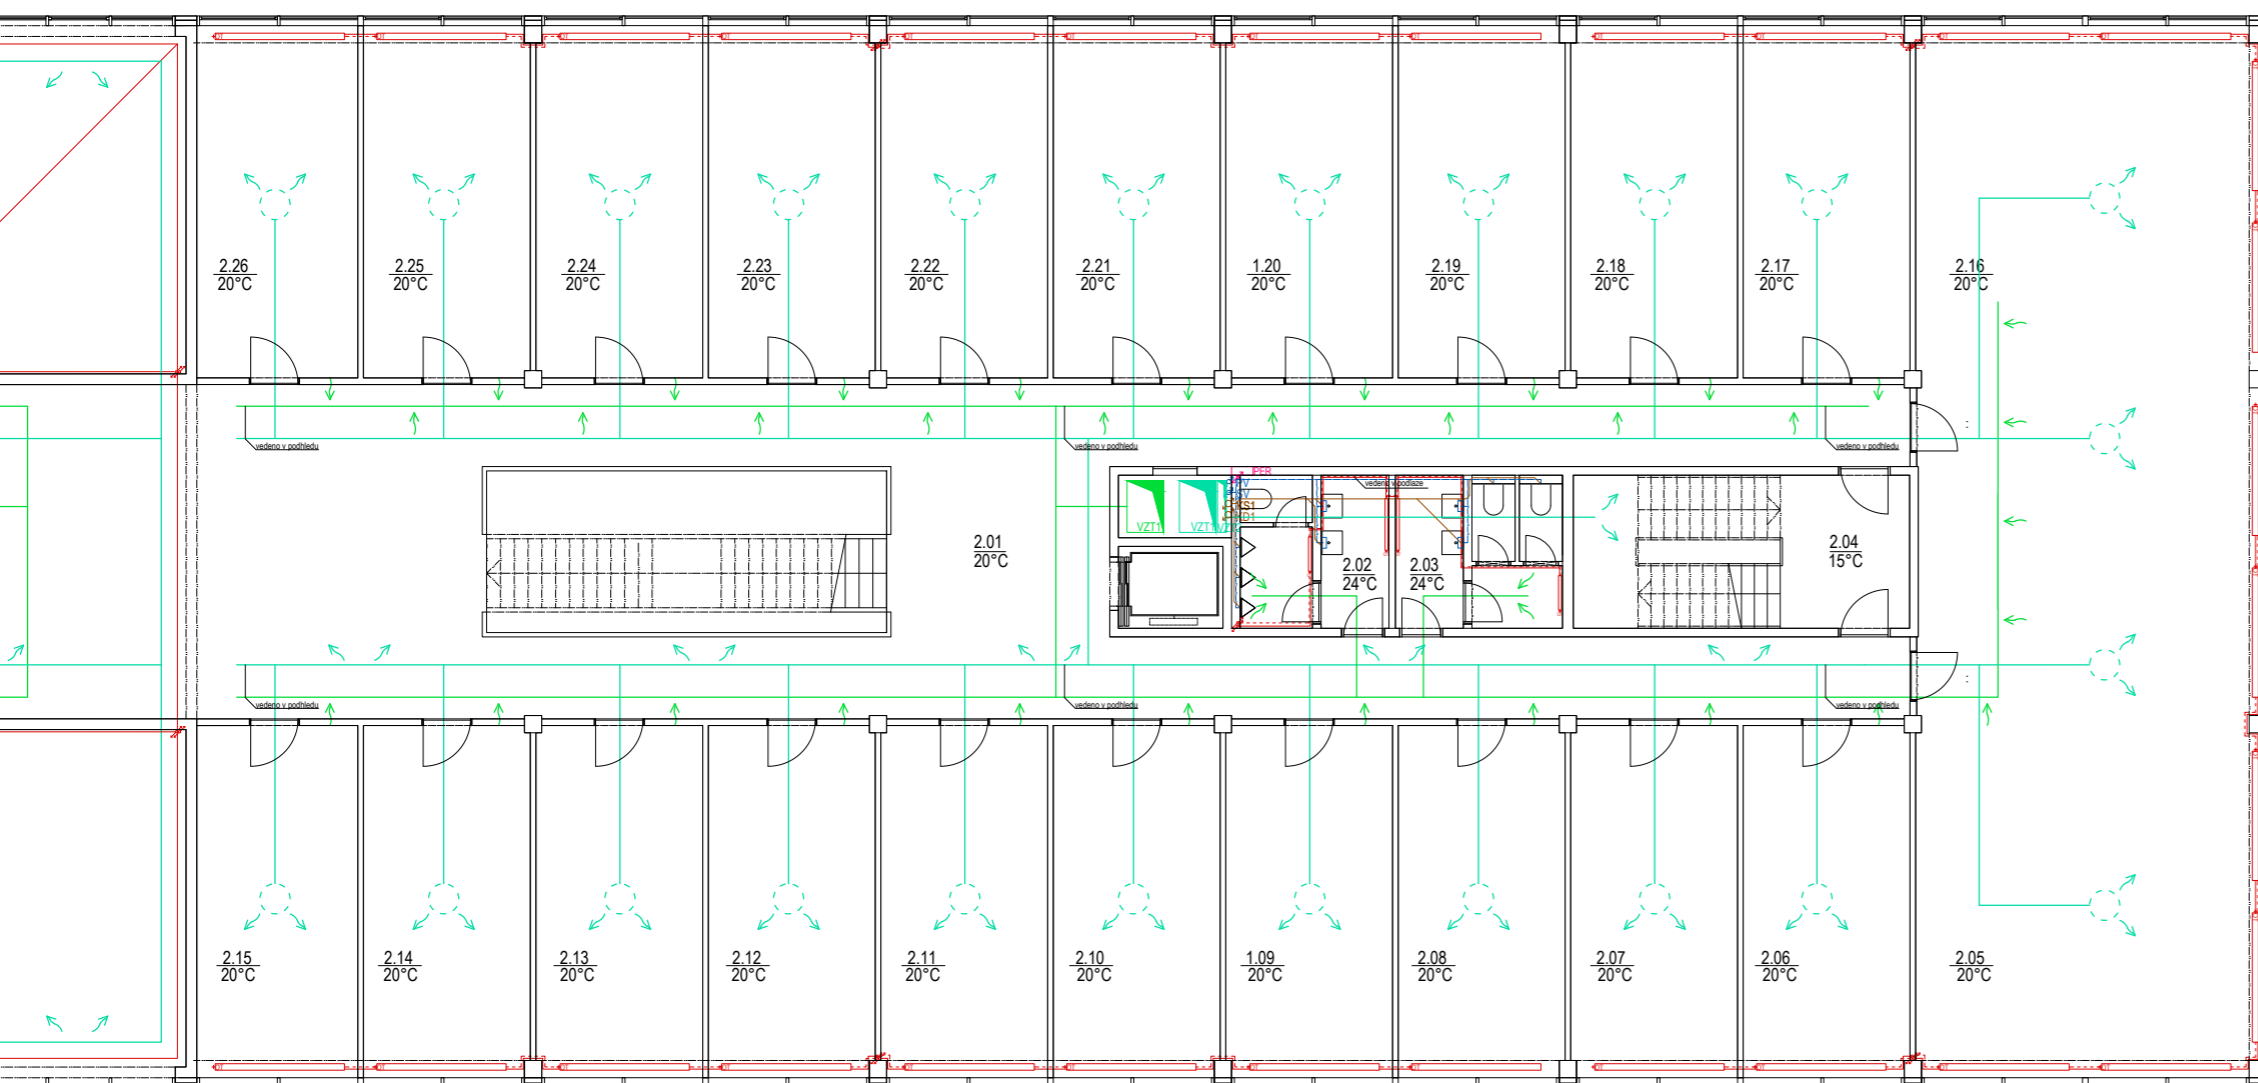 2.26
20°C
2.25
20°C
2.24
20°C
2.23
20°C
2.22
20°C
2.21
20°C
1.20
20°C
2.19
20°C
2.18
20°C
2.17
20°C
2.16
20°C
vedeno v podhledu
vedeno v podhledu
vedeno v podhledu
PER
vedeno v podlaze
VZT1
VZT1
2.01
20°C
2.02
24°C
2.03
24°C
2.04
15°C
vedeno v podhledu
vedeno v podhledu
vedeno v podhledu
2.15
20°C
2.14
20°C
2.13
20°C
2.12
20°C
2.11
20°C
2.10
20°C
1.09
20°C
2.08
20°C
2.07
20°C
2.06
20°C
2.05
20°C